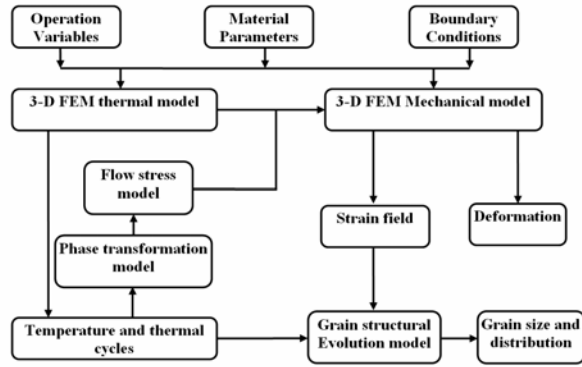 Operation
Variables
Material
Parameters
Boundary
Conditions
3-D FEM thermal model
3-D FEM Mechanical model
Flow stress
model
Strain field
Deformation
Phase transformation
model
Temperature and thermal
cycles
Grain structural
Evolution model
Grain size and
distribution